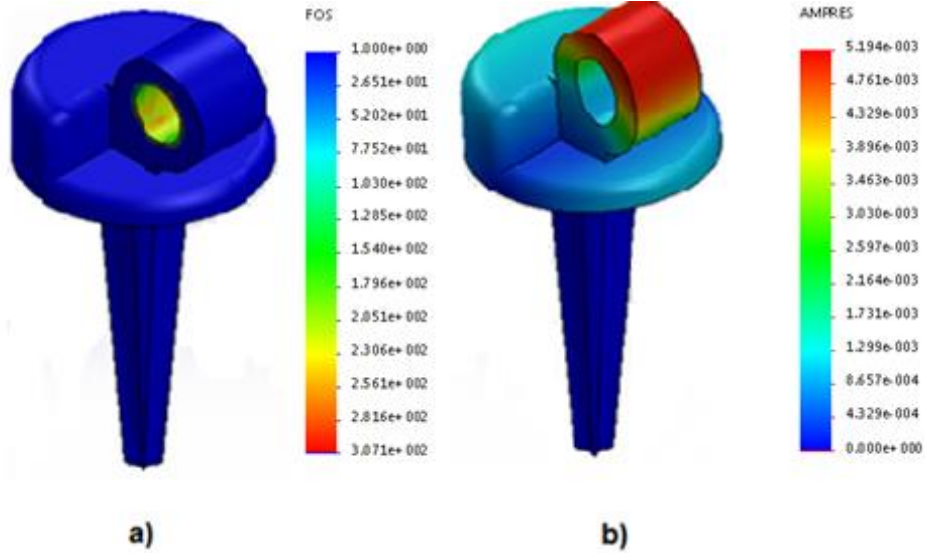 FOS
1.000e+000
2.651e+001
5.202e+001
7.752e+001
1.030e+002
1.285e+002
1.540e+002
1.796e+002
2.051e+002
2.306e+002
2.561e+002
2.816e+002
3.071e+002
AMPRES
5.194e-003
4.761e-003
4.329e-003
3.896e-003
3.463e-003
3.030e-003
2.597e-003
2.164e-003
1.731e-003
1.299e-003
8.657e-004
4.329e-004
0.000e+000
a)
b)